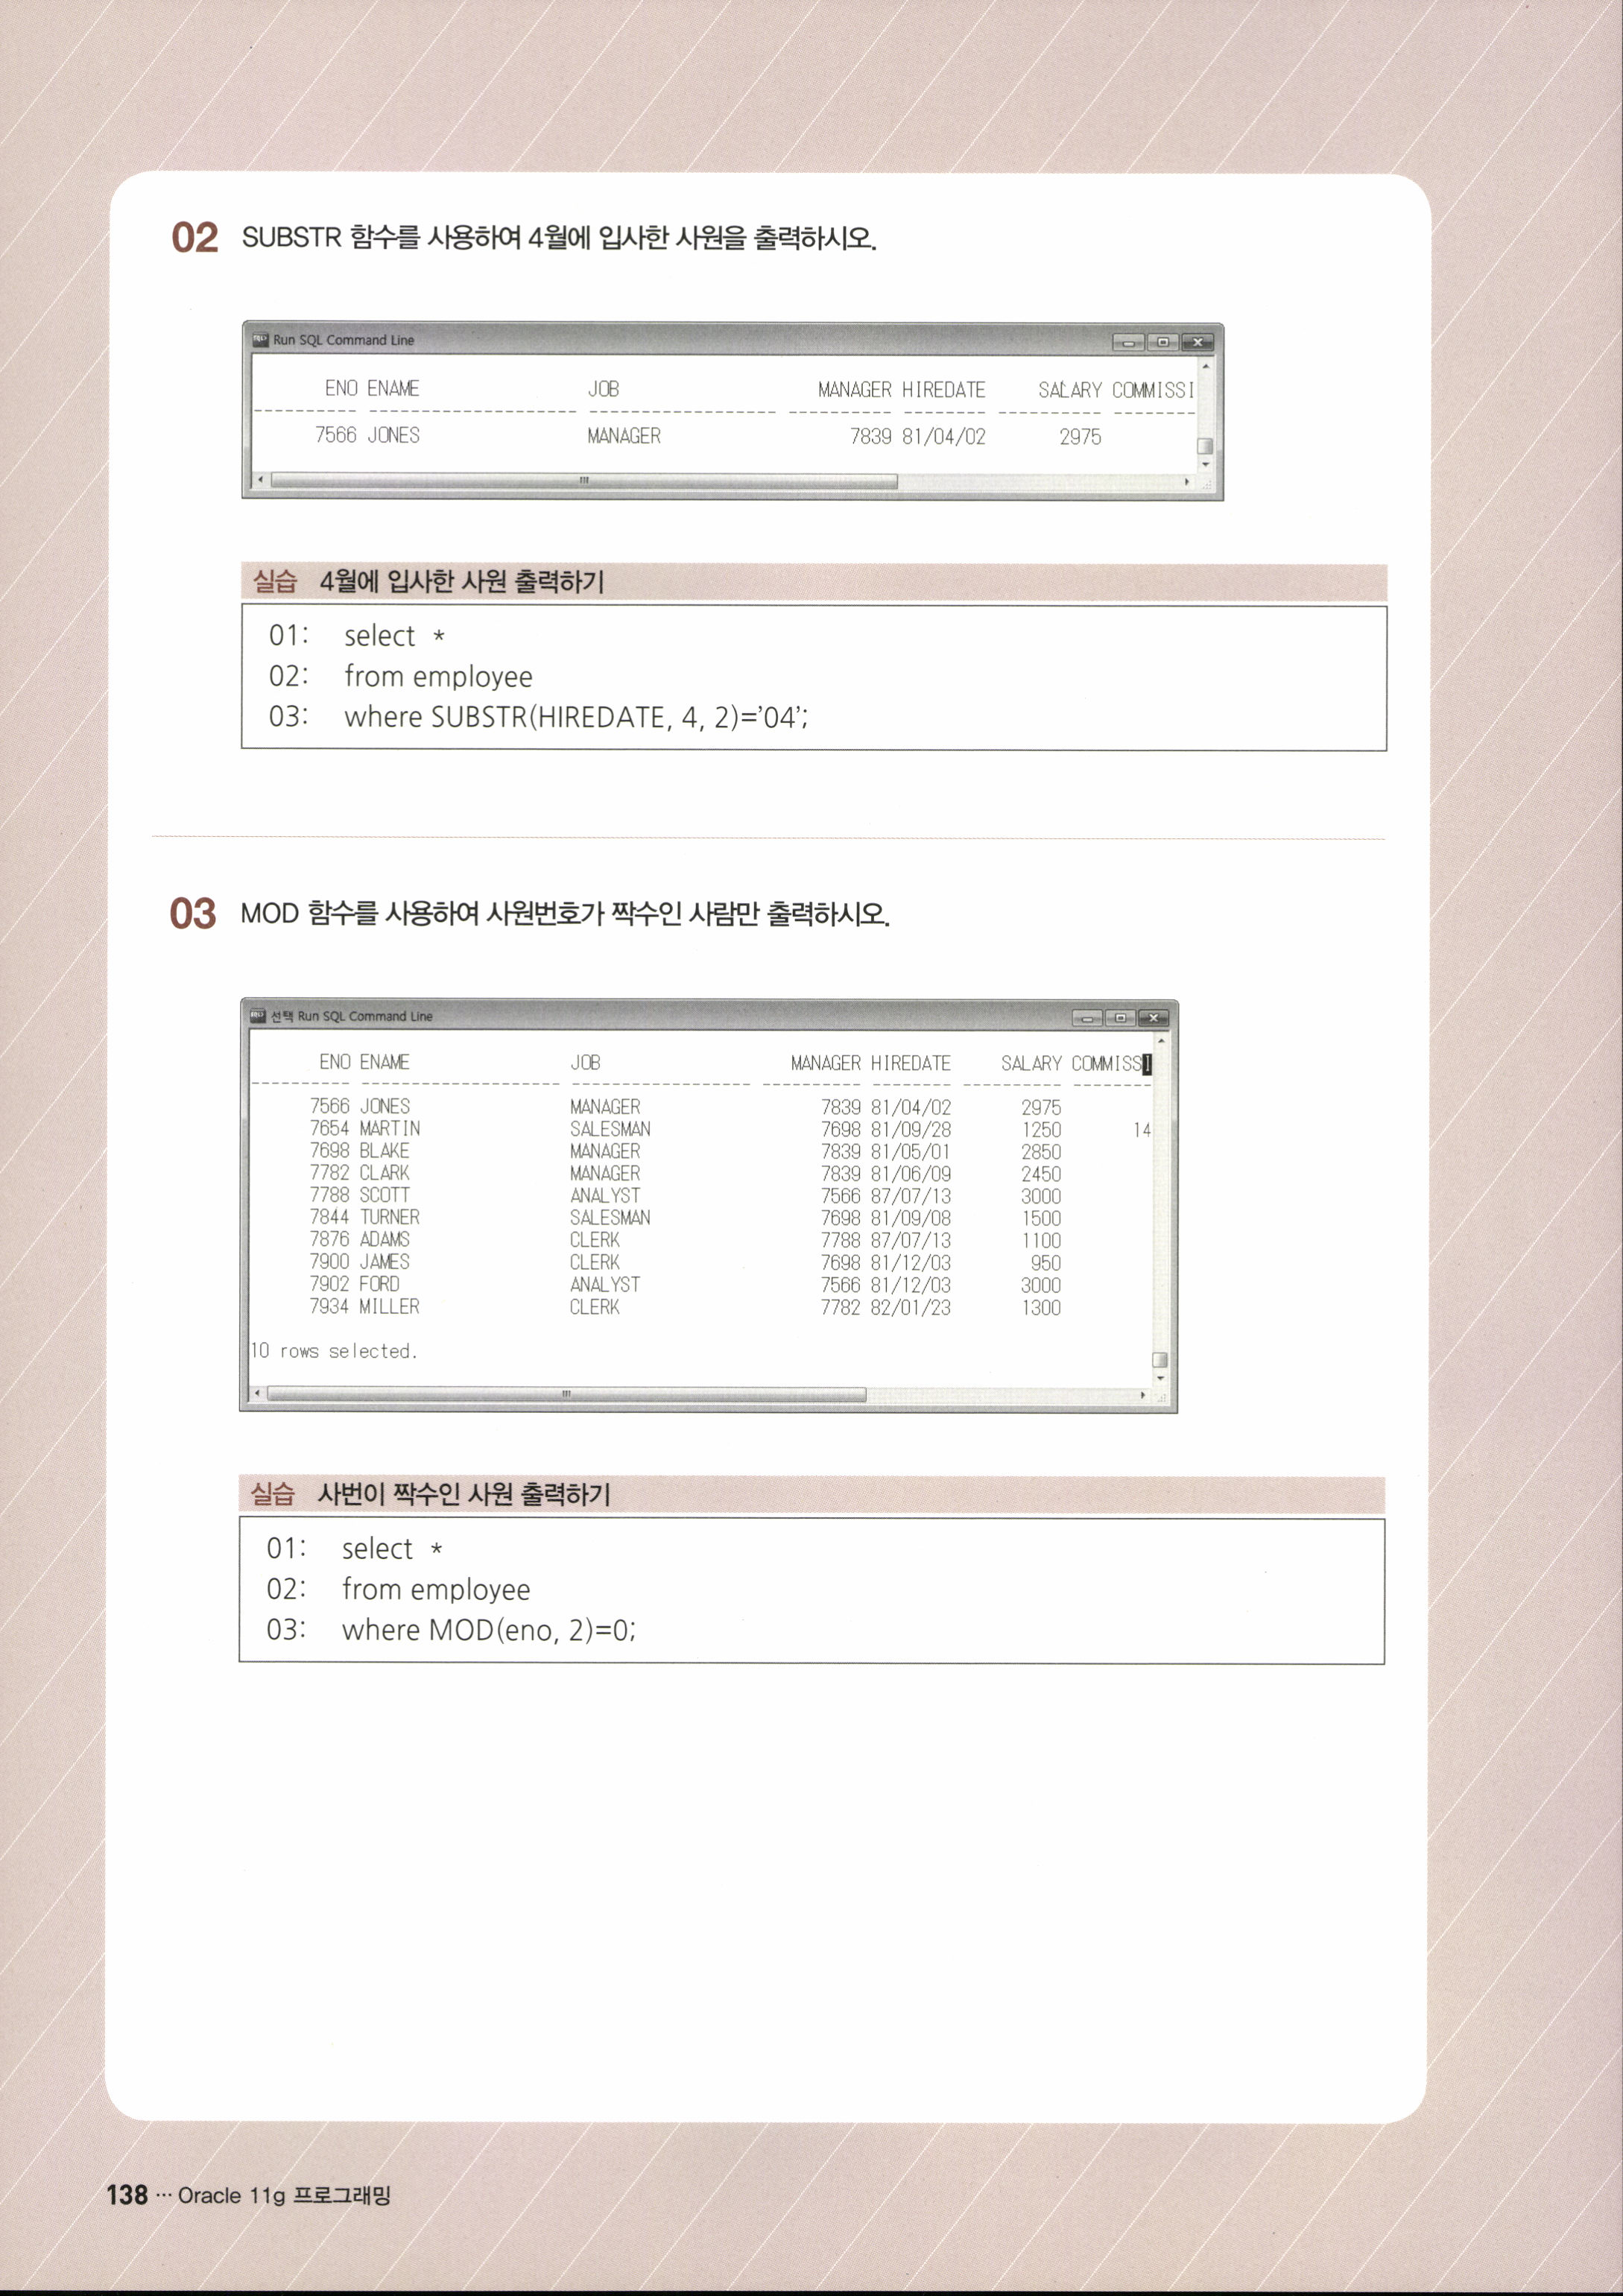 02 SUBSTR 함수를 사용하여 4월에 입사한 사원을 출력하시오.
Run SQL Command Line
ENO ENAME JOB MANAGER HIREDATE SALARY COMMISSI
---------- -------------------- ------------------ ---------- -------- ---------- --------
7566 JONES MANAGER 7839 81/04/02 2975
실습 4월에 입사한 사원 출력하기
01: select *
02: from employee
03: where SUBSTR(HIREDATE, 4, 2)='04';
03 MOD 함수를 사용하여 사원번호가 짝수인 사람만 출력하시오.
선택 Run SQL Command Line
ENO ENAME JOB MANAGER HIREDATE SALARY COMMISSI
---------- -------------------- ------------------ ---------- -------- ---------- --------
7566 JONES MANAGER 7839 81/04/02 2975
7654 MARTIN SALESMAN 7698 81/09/28 1250 14
7698 BLAKE MANAGER 7839 81/05/01 2850
7782 CLARK MANAGER 7839 81/06/09 2450
7788 SCOTT ANALYST 7566 87/07/13 3000
7844 TURNER SALESMAN 7698 81/09/08 1500
7876 ADAMS CLERK 7788 87/07/13 1100
7900 JAMES CLERK 7698 81/12/03 950
7902 FORD ANALYST 7566 81/12/03 3000
7934 MILLER CLERK 7782 82/01/23 1300
10 rows selected.
실습 사번이 짝수인 사원 출력하기
01: select *
02: from employee
03: where MOD(eno, 2)=0;
138 ··· Oracle 11g 프로그래밍